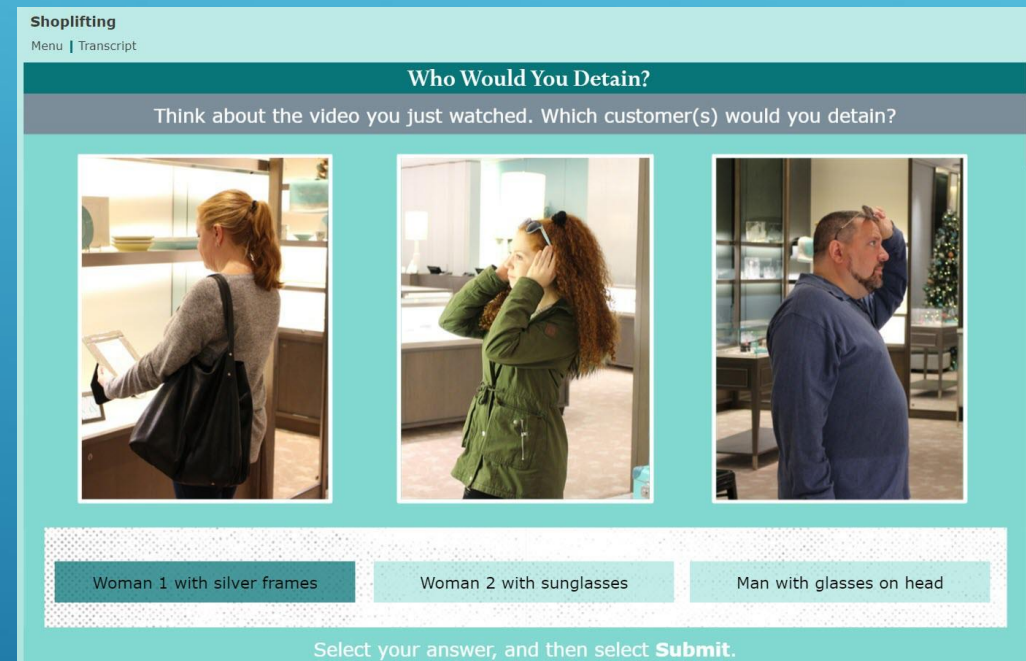 Shoplifting
Menu | Transcript
Who Would You Detain?
Think about the video you just watched. Which customer(s) would you detain?
Woman 1 with silver frames
Woman 2 with sunglasses
Man with glasses on head
Select your answer, and then select Submit.